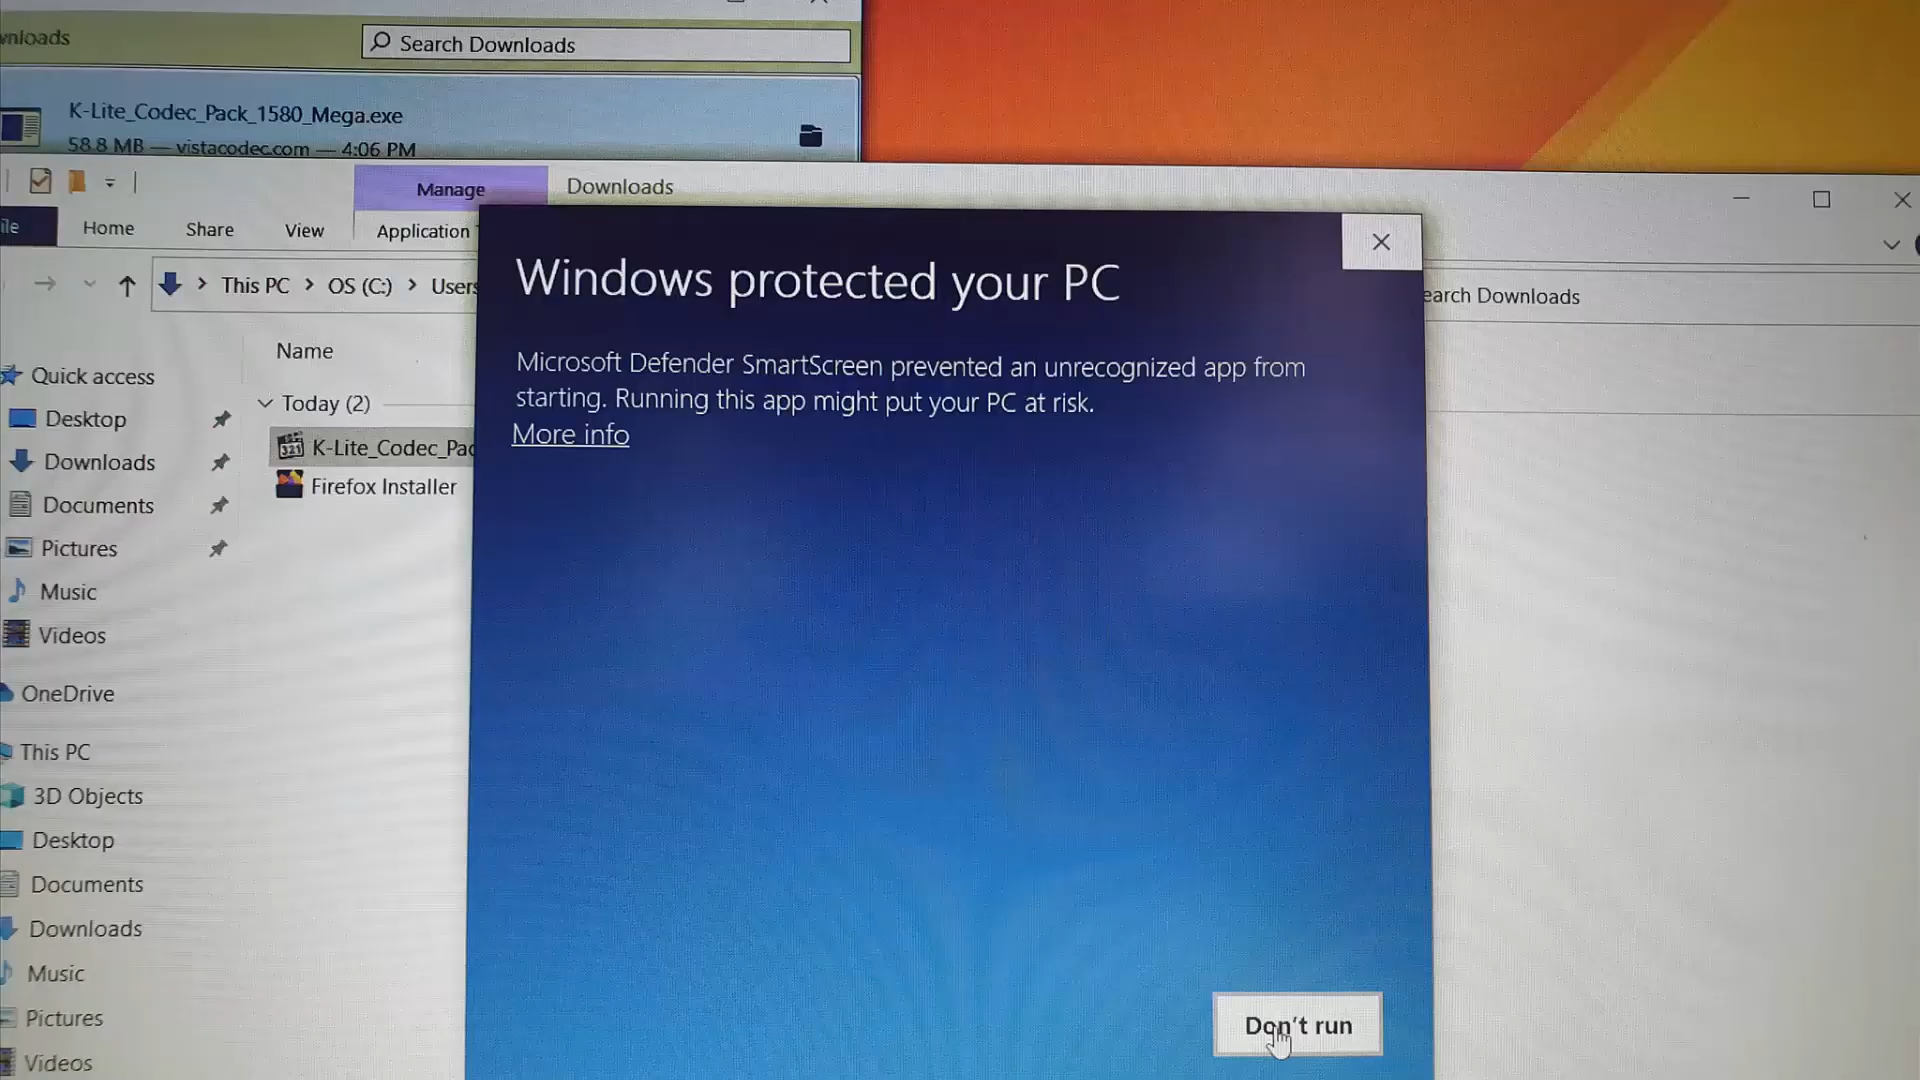 Search Downloads
K-Lite_Codec_Pack_1580_Mega.exe
58.8 MB — vistacodec.com — 4:06 PM
Manage
Downloads
Home
Share
View
Application
This PC > OS (C:) > Users
Name
Quick access
Today (2)
Desktop
K-Lite_Codec_Pac
Downloads
Firefox Installer
Documents
Pictures
Music
Videos
OneDrive
This PC
3D Objects
Desktop
Documents
Downloads
Music
Pictures
Videos
Windows protected your PC
Microsoft Defender SmartScreen prevented an unrecognized app from
starting. Running this app might put your PC at risk.
More info
Don't run
earch Downloads